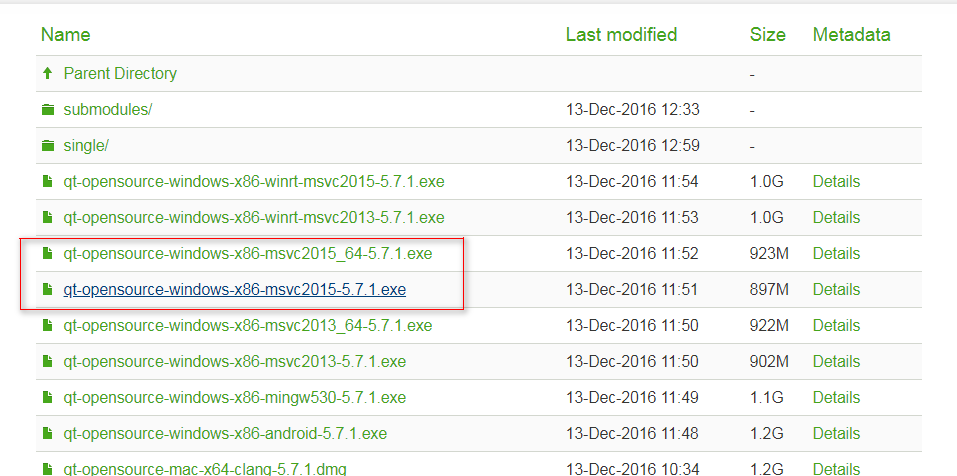 Name Last modified Size Metadata
Parent Directory -
submodules/ 13-Dec-2016 12:33 -
single/ 13-Dec-2016 12:59 -
qt-opensource-windows-x86-winrt-msvc2015-5.7.1.exe 13-Dec-2016 11:54 1.0G Details
qt-opensource-windows-x86-winrt-msvc2013-5.7.1.exe 13-Dec-2016 11:53 1.0G Details
qt-opensource-windows-x86-msvc2015_64-5.7.1.exe 13-Dec-2016 11:52 923M Details
qt-opensource-windows-x86-msvc2015-5.7.1.exe 13-Dec-2016 11:51 897M Details
qt-opensource-windows-x86-msvc2013_64-5.7.1.exe 13-Dec-2016 11:50 922M Details
qt-opensource-windows-x86-msvc2013-5.7.1.exe 13-Dec-2016 11:50 902M Details
qt-opensource-windows-x86-mingw530-5.7.1.exe 13-Dec-2016 11:49 1.1G Details
qt-opensource-windows-x86-android-5.7.1.exe 13-Dec-2016 11:48 1.2G Details
qt-opensource-mac-x64-clang-5.7.1.dmg 13-Dec-2016 10:34 1.2G Details